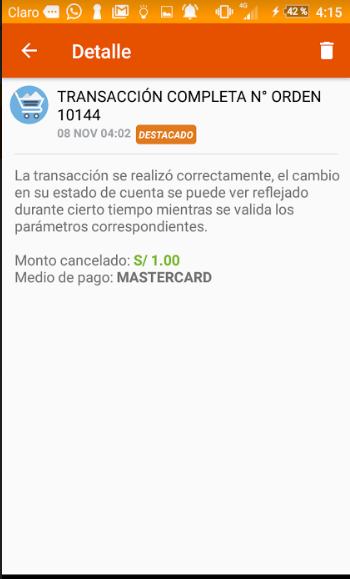 Claro 4G 42 % 4:15
Detalle
TRANSACCIÓN COMPLETA N° ORDEN
10144
08 NOV 04:02 DESTACADO
La transacción se realizó correctamente, el cambio
en su estado de cuenta se puede ver reflejado
durante cierto tiempo mientras se valida los
parámetros correspondientes.
Monto cancelado: S/ 1.00
Medio de pago: MASTERCARD